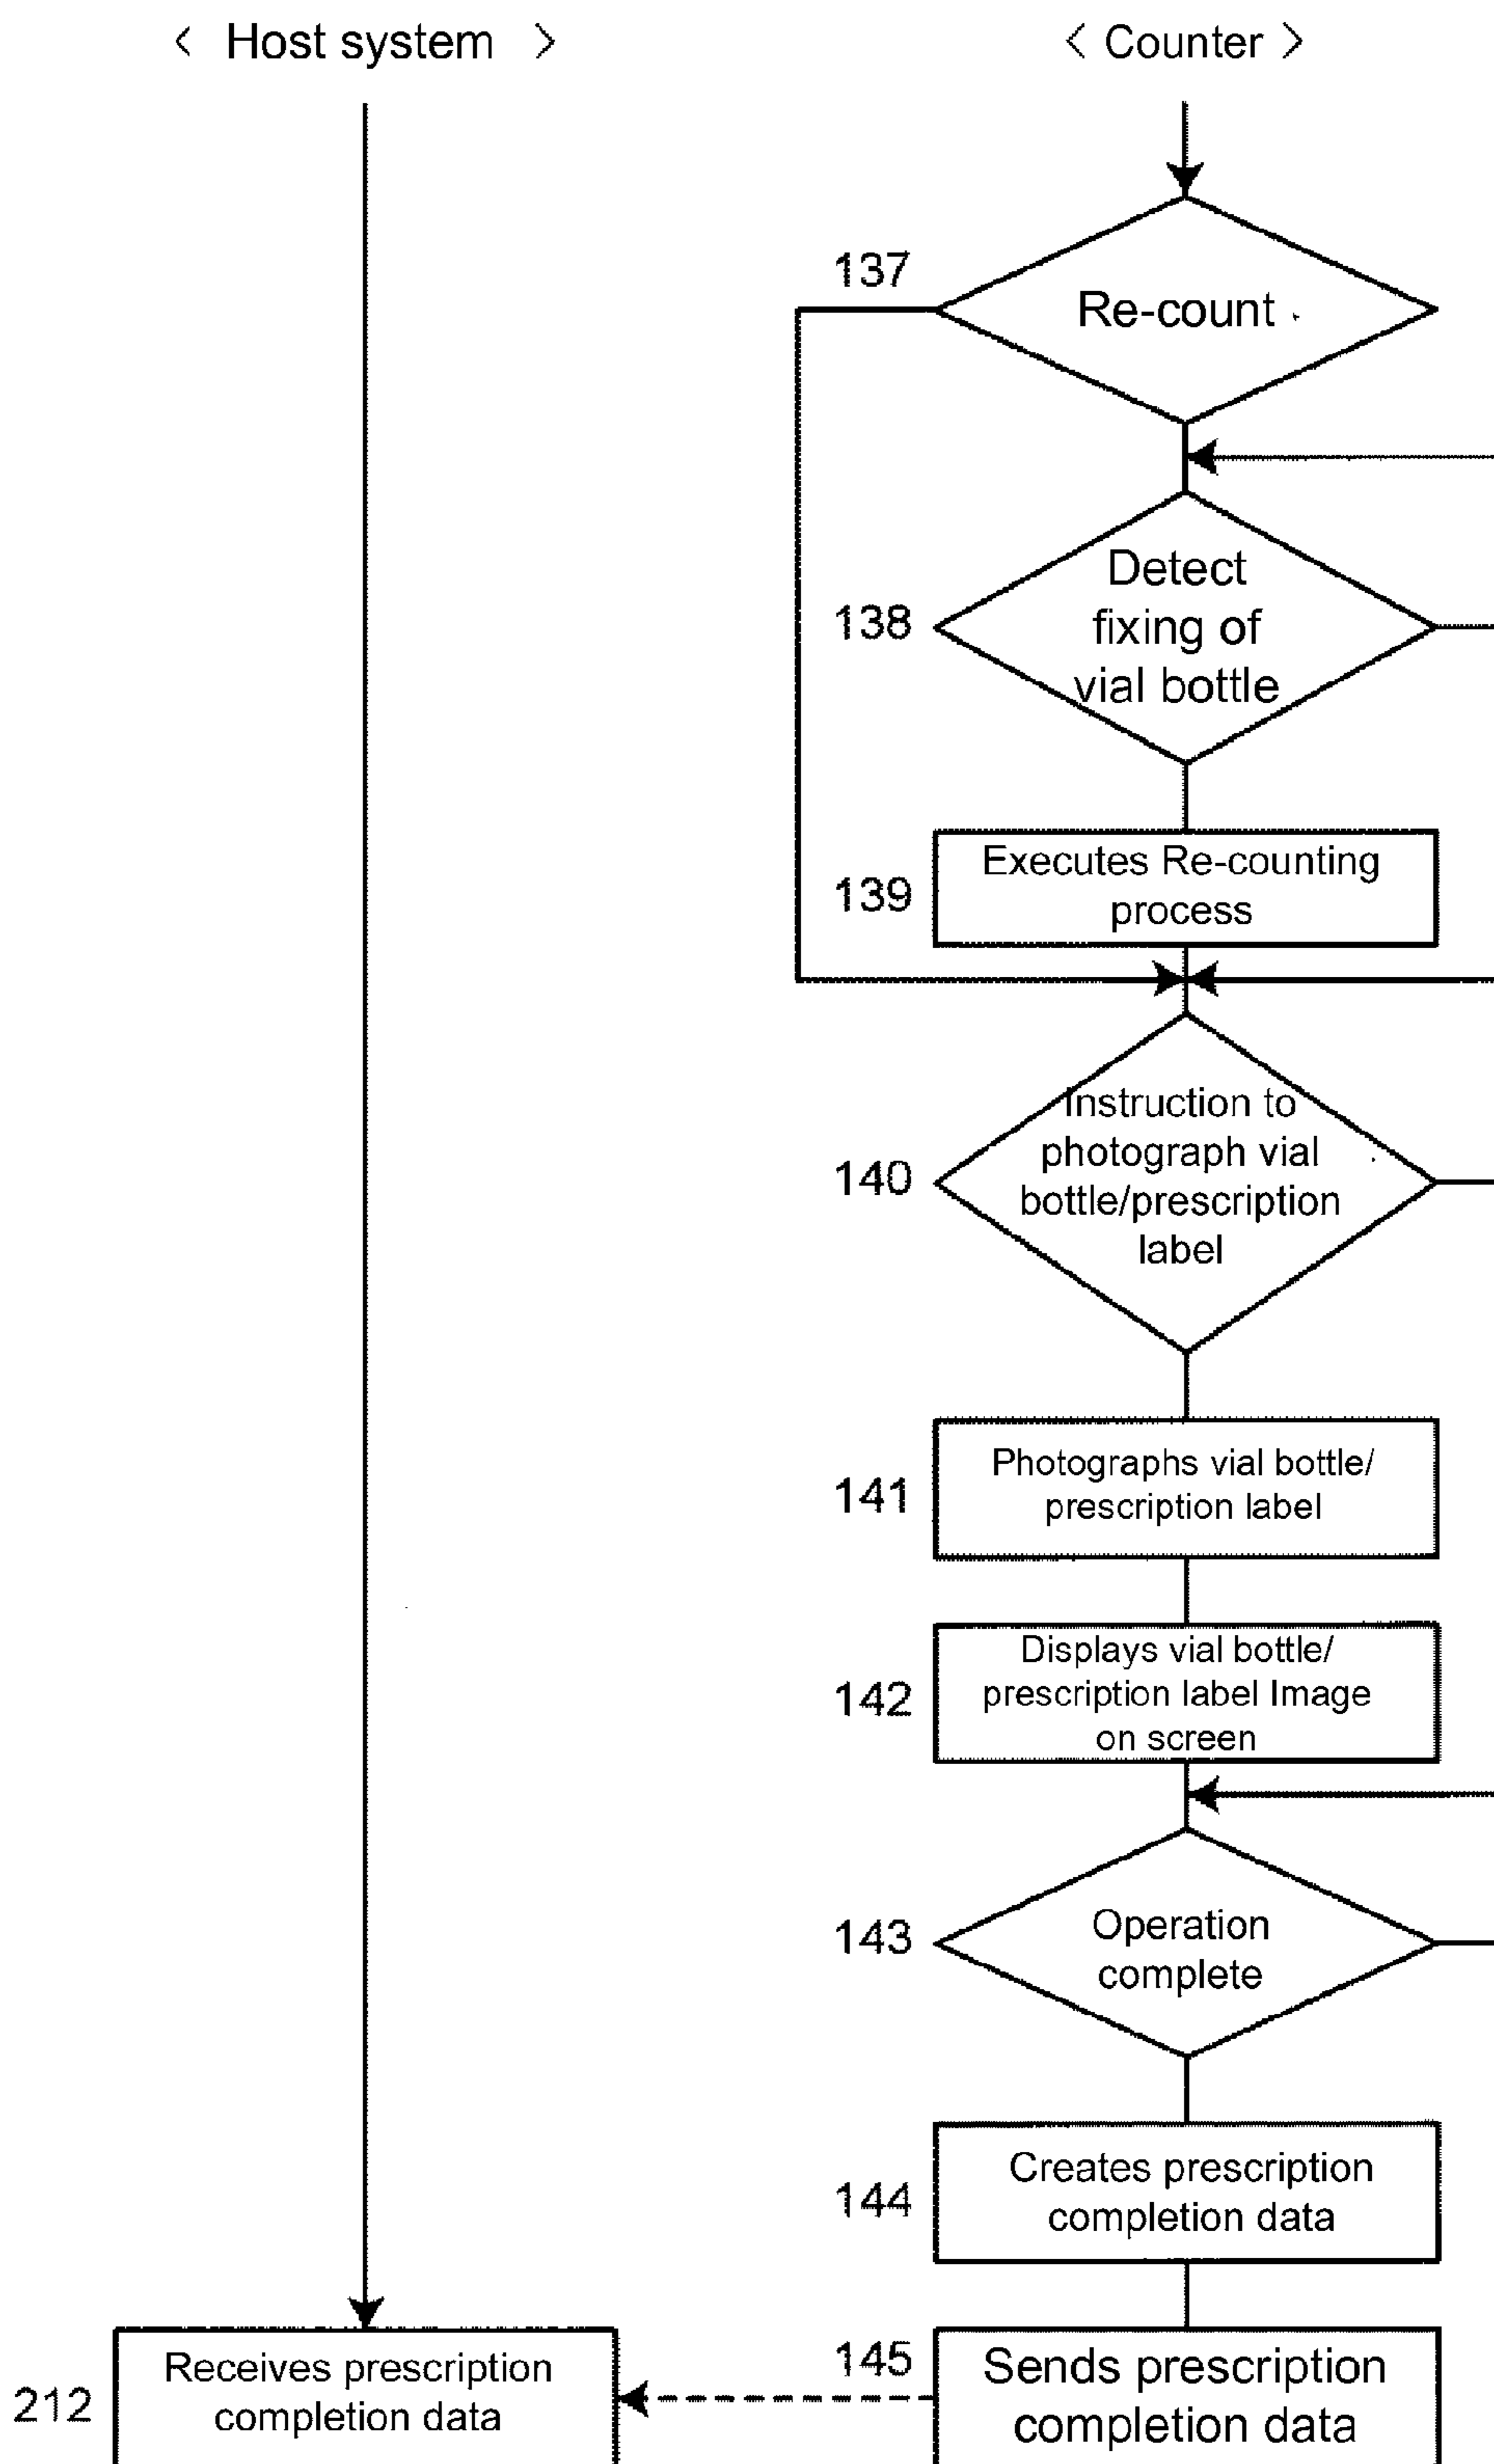 < Host system >
< Counter >
137
Re-count
138
Detect
fixing of
vial bottle
139
Executes Re-counting
process
140
Instruction to
photograph vial
bottle/prescription
label
141
Photographs vial bottle/
prescription label
142
Displays vial bottle/
prescription label Image
on screen
143
Operation
complete
144
Creates prescription
completion data
212
Receives prescription
completion data
145
Sends prescription
completion data